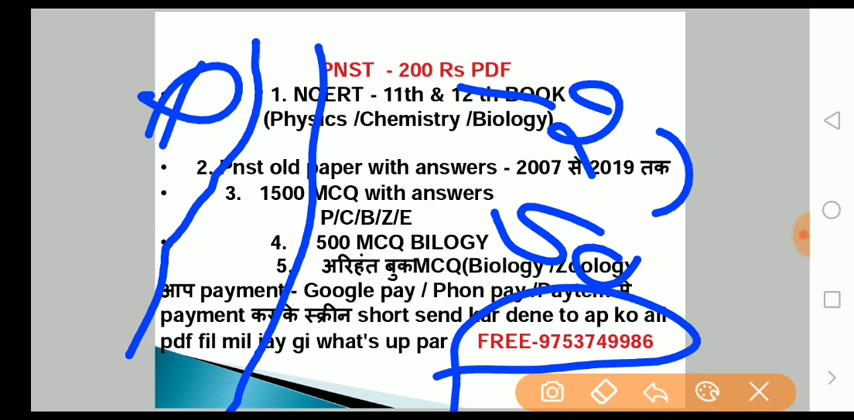 PNST - 200 Rs PDF
1. NCERT - 11th & 12 th BOOK
(Physics /Chemistry /Biology)
• 2. Pnst old paper with answers - 2007 से 2019 तक
• 3. 1500 MCQ with answers
P/C/B/Z/E
• 4. 500 MCQ BILOGY
5. अरिहंत बुकMCQ(Biology /Zoology
आप payment - Google pay / Phon pay /Paytem मे
payment करके स्क्रीन short send kar dene to ap ko all
pdf fil mil jay gi what's up par FREE-9753749986